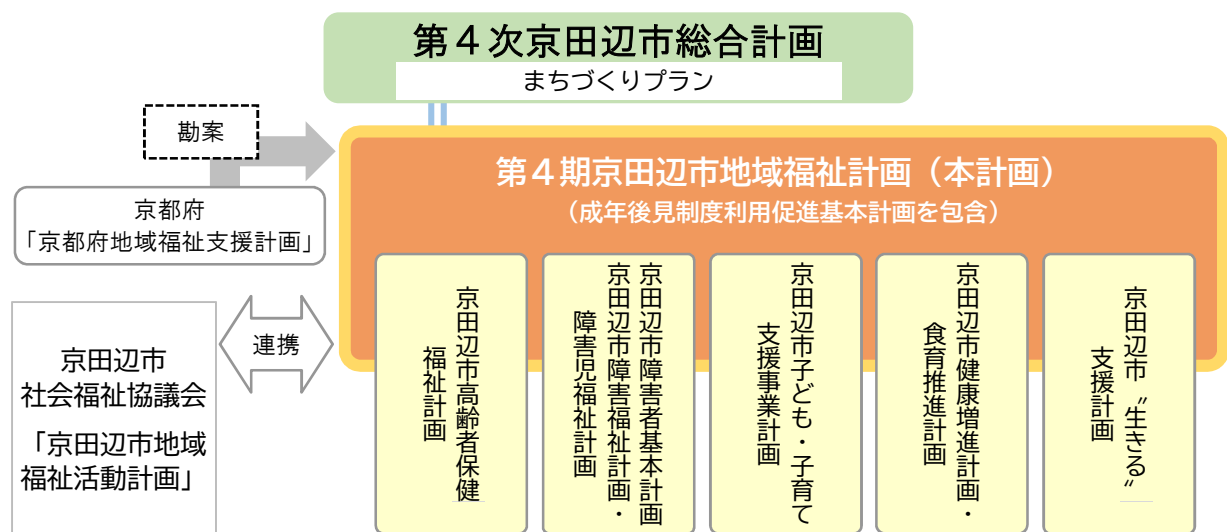 第４次京田辺市総合計画
まちづくりプラン
勘案
京都府
「京都府地域福祉支援計画」
第４期京田辺市地域福祉計画（本計画）
（成年後見制度利用促進基本計画を包含）
連携
京田辺市
社会福祉協議会
「京田辺市地域
福祉活動計画」
京田辺市高齢者保健
福祉計画
京田辺市障害者基本計画
京田辺市障害福祉計画・
障害児福祉計画
京田辺市子ども・子育て
支援事業計画
京田辺市健康増進計画・
食育推進計画
京田辺市〝生きる〟
支援計画